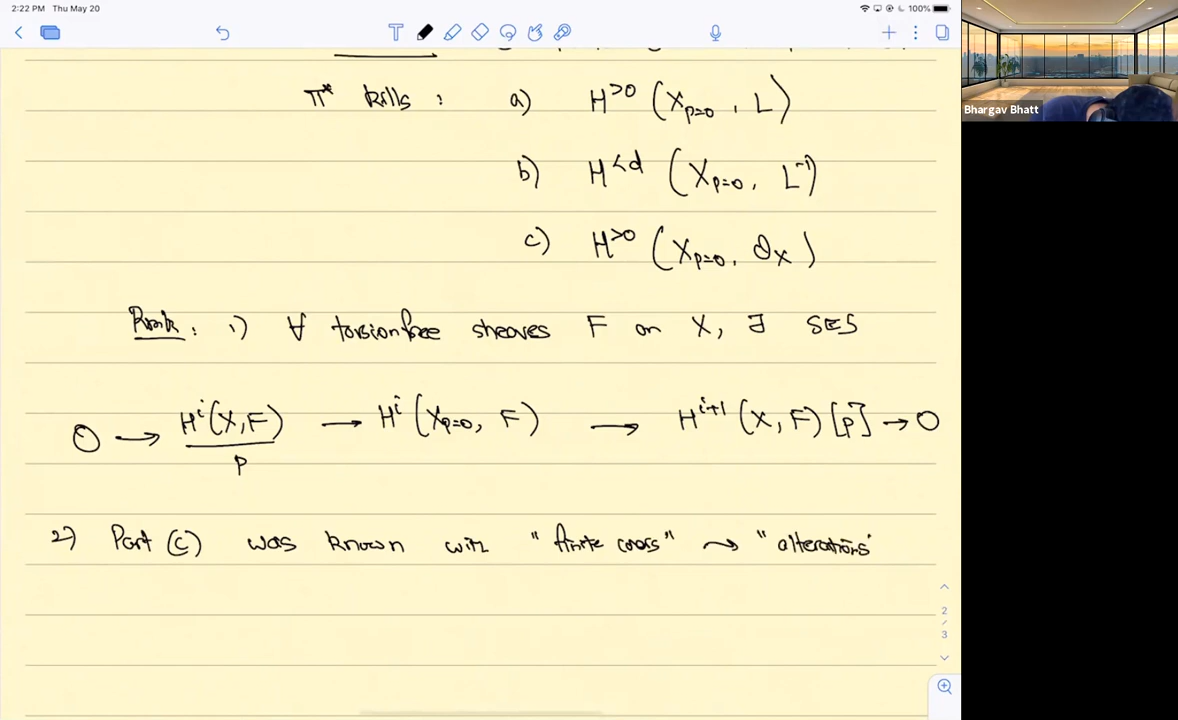 2:22 PM Thu May 20
100%
π* kills : a) H^{>0} (X_{p=0}, L)
b) H^{<d} (X_{p=0}, L^{-1})
c) H^{>0} (X_{p=0}, O_X)
Rmk: 1) ∀ torsionfree sheaves F on X, ∃ SES
0 → H^i(X,F)/p → H^i(X_{p=0}, F) → H^{i+1}(X,F)[p] → 0
2) Part (c) was known with "finite covers" ⇝ "alterations"
2
/
3
Bhargav Bhatt